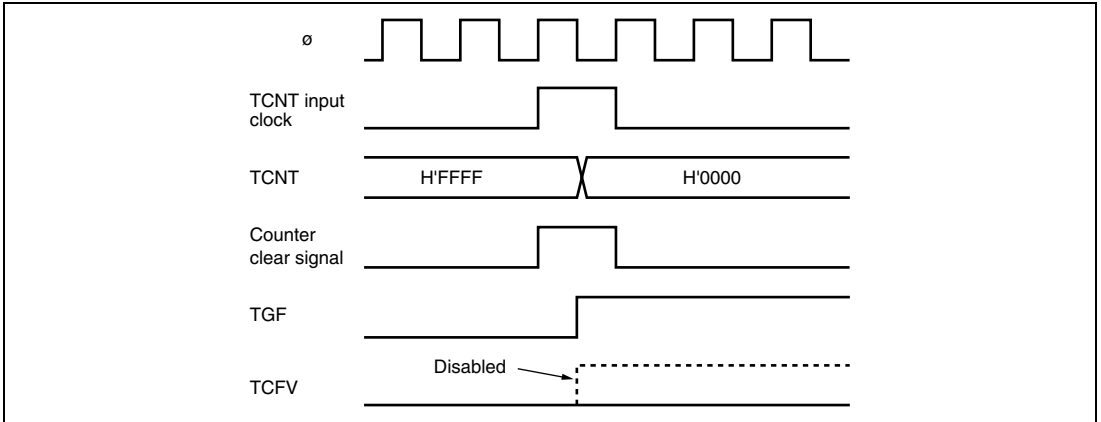 ø
TCNT input
clock
TCNT
H'FFFF
H'0000
Counter
clear signal
TGF
Disabled
TCFV